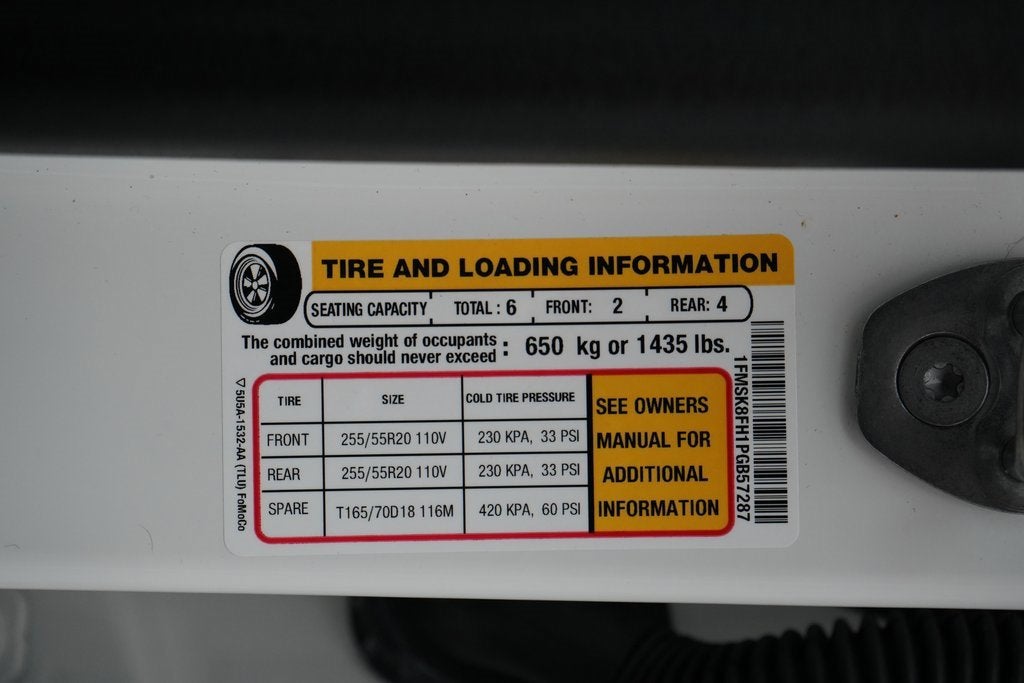 TIRE AND LOADING INFORMATION
SEATING CAPACITY TOTAL : 6 FRONT: 2 REAR: 4
The combined weight of occupants
and cargo should never exceed : 650 kg or 1435 lbs.
TIRE SIZE COLD TIRE PRESSURE
FRONT 255/55R20 110V 230 KPA, 33 PSI
REAR 255/55R20 110V 230 KPA, 33 PSI
SPARE T165/70D18 116M 420 KPA, 60 PSI
SEE OWNERS
MANUAL FOR
ADDITIONAL
INFORMATION
1FMSK8FH1PGB57287
5U5A-1532-AA (TLU) FoMoCo